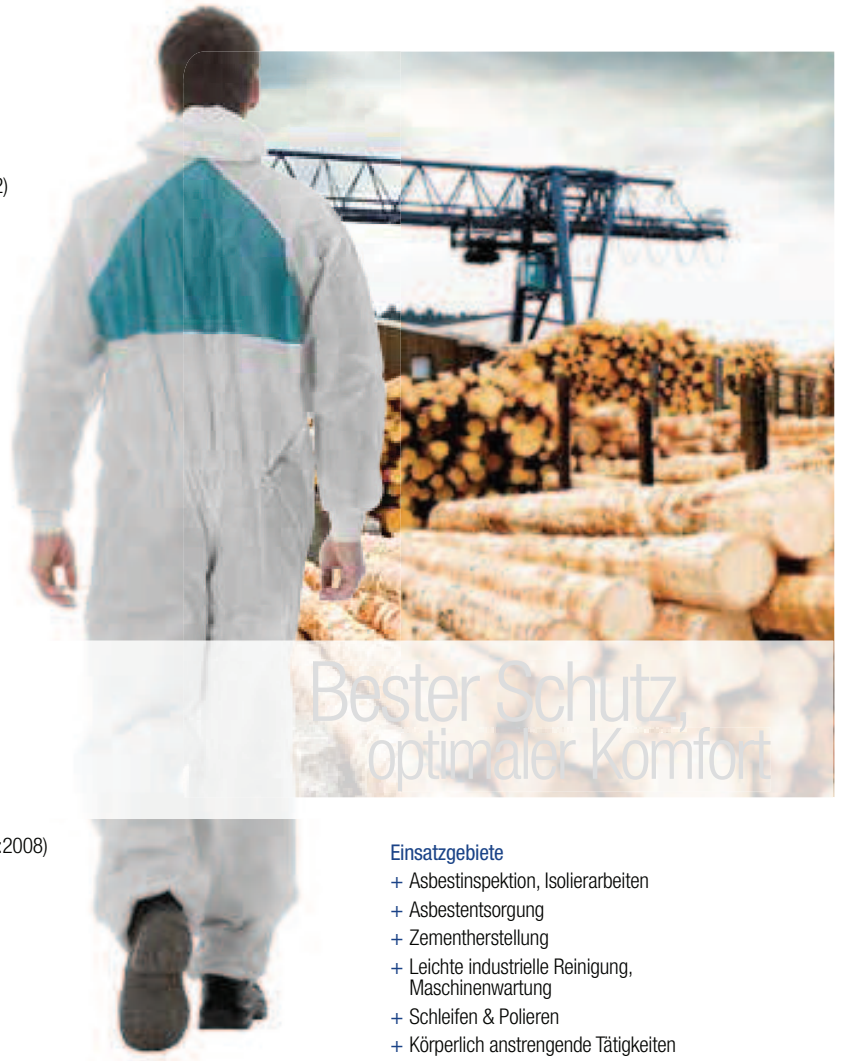 2)
Bester Schutz,
optimaler Komfort
:2008)
Einsatzgebiete
+ Asbestinspektion, Isolierarbeiten
+ Asbestentsorgung
+ Zementherstellung
+ Leichte industrielle Reinigung,
Maschinenwartung
+ Schleifen & Polieren
+ Körperlich anstrengende Tätigkeiten